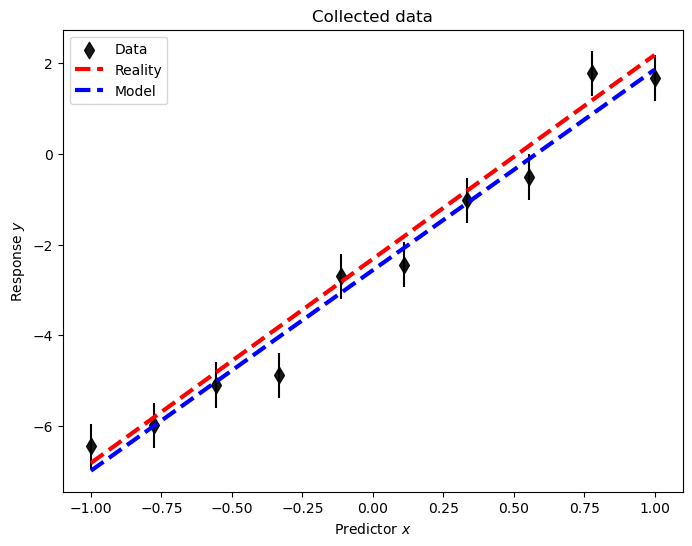 Collected data
Data
Reality
Model
2
0
−2
−4
−6
Response y
−1.00 −0.75 −0.50 −0.25 0.00 0.25 0.50 0.75 1.00
Predictor x